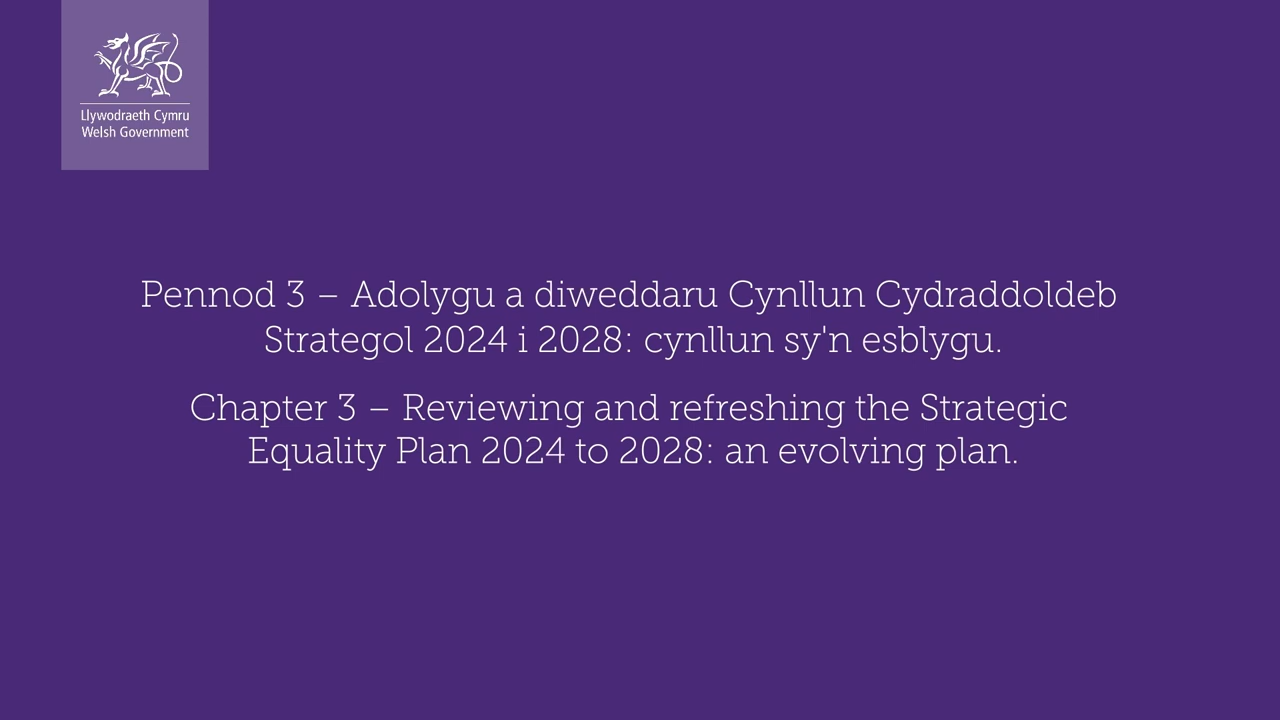 Llywodraeth Cymru
Welsh Government
Pennod 3 – Adolygu a diweddaru Cynllun Cydraddoldeb
Strategol 2024 i 2028: cynllun sy'n esblygu.
Chapter 3 – Reviewing and refreshing the Strategic
Equality Plan 2024 to 2028: an evolving plan.